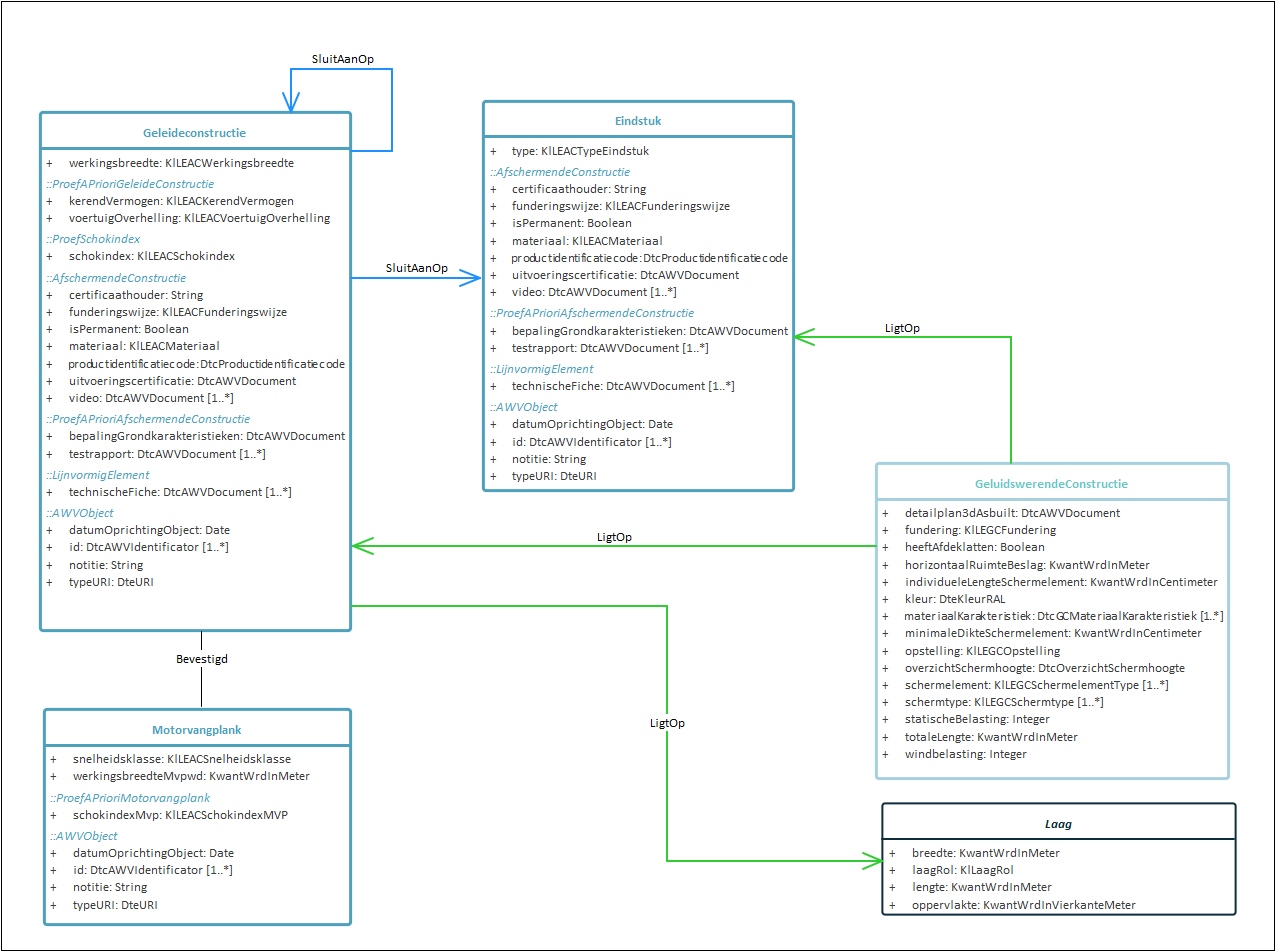 SluitAanOp
Geleideconstructie
+ werkingsbreedte: KlLEACWerkingsbreedte
::ProefAPrioriGeleideConstructie
+ kerendVermogen: KlLEACKerendVermogen
+ voertuigOverhelling: KlLEACVoertuigOverhelling
::ProefSchokindex
+ schokindex: KlLEACSchokindex
::AfschermendeConstructie
+ certificaathouder: String
+ funderingswijze: KlLEACFunderingswijze
+ isPermanent: Boolean
+ materiaal: KlLEACMateriaal
+ productidentificatiecode: DtcProductidentificatiecode
+ uitvoeringscertificatie: DtcAWVDocument
+ video: DtcAWVDocument [1..*]
::ProefAPrioriAfschermendeConstructie
+ bepalingGrondkarakteristieken: DtcAWVDocument
+ testrapport: DtcAWVDocument [1..*]
::LijnvormigElement
+ technischeFiche: DtcAWVDocument [1..*]
::AWVObject
+ datumOprichtingObject: Date
+ id: DtcAWVIdentificator [1..*]
+ notitie: String
+ typeURI: DteURI
SluitAanOp
Eindstuk
+ type: KlLEACTypeEindstuk
::AfschermendeConstructie
+ certificaathouder: String
+ funderingswijze: KlLEACFunderingswijze
+ isPermanent: Boolean
+ materiaal: KlLEACMateriaal
+ productidentificatiecode: DtcProductidentificatiecode
+ uitvoeringscertificatie: DtcAWVDocument
+ video: DtcAWVDocument [1..*]
::ProefAPrioriAfschermendeConstructie
+ bepalingGrondkarakteristieken: DtcAWVDocument
+ testrapport: DtcAWVDocument [1..*]
::LijnvormigElement
+ technischeFiche: DtcAWVDocument [1..*]
::AWVObject
+ datumOprichtingObject: Date
+ id: DtcAWVIdentificator [1..*]
+ notitie: String
+ typeURI: DteURI
LigtOp
LigtOp
GeluidswerendeConstructie
+ detailplan3dAsbuilt: DtcAWVDocument
+ fundering: KlLEGCFundering
+ heeftAfdeklatten: Boolean
+ horizontaalRuimteBeslag: KwantWrdInMeter
+ individueleLengteSchermelement: KwantWrdInCentimeter
+ kleur: DteKleurRAL
+ materiaalKarakteristiek: DtcGCMateriaalKarakteristiek [1..*]
+ minimaleDikteSchermelement: KwantWrdInCentimeter
+ opstelling: KlLEGCOpstelling
+ overzichtSchermhoogte: DtcOverzichtSchermhoogte
+ schermelement: KlLEGCSchermelementType [1..*]
+ schermtype: KlLEGCSchermtype [1..*]
+ statischeBelasting: Integer
+ totaleLengte: KwantWrdInMeter
+ windbelasting: Integer
Bevestigd
LigtOp
Motorvangplank
+ snelheidsklasse: KlLEACSnelheidsklasse
+ werkingsbreedteMvpwd: KwantWrdInMeter
::ProefAPrioriMotorvangplank
+ schokindexMvp: KlLEACSchokindexMVP
::AWVObject
+ datumOprichtingObject: Date
+ id: DtcAWVIdentificator [1..*]
+ notitie: String
+ typeURI: DteURI
Laag
+ breedte: KwantWrdInMeter
+ laagRol: KlLaagRol
+ lengte: KwantWrdInMeter
+ oppervlakte: KwantWrdInVierkanteMeter